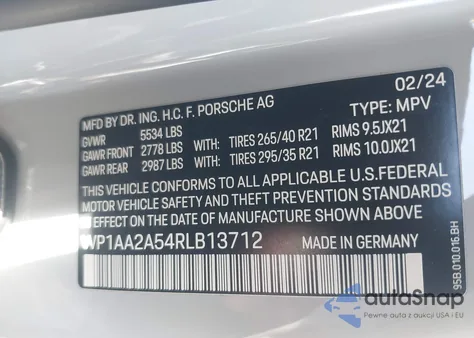 02/24
MFD BY DR. ING. H.C. F. PORSCHE AG
TYPE: MPV
GVWR 5534 LBS
GAWR FRONT 2778 LBS WITH: TIRES 265/40 R21 RIMS 9.5JX21
GAWR REAR 2987 LBS WITH: TIRES 295/35 R21 RIMS 10.0JX21
THIS VEHICLE CONFORMS TO ALL APPLICABLE U.S.FEDERAL
MOTOR VEHICLE SAFETY AND THEFT PREVENTION STANDARDS
IN EFFECT ON THE DATE OF MANUFACTURE SHOWN ABOVE
WP1AA2A54RLB13712 MADE IN GERMANY
95B.010.016.BH
autoSnap
Pewne auta z aukcji USA i EU